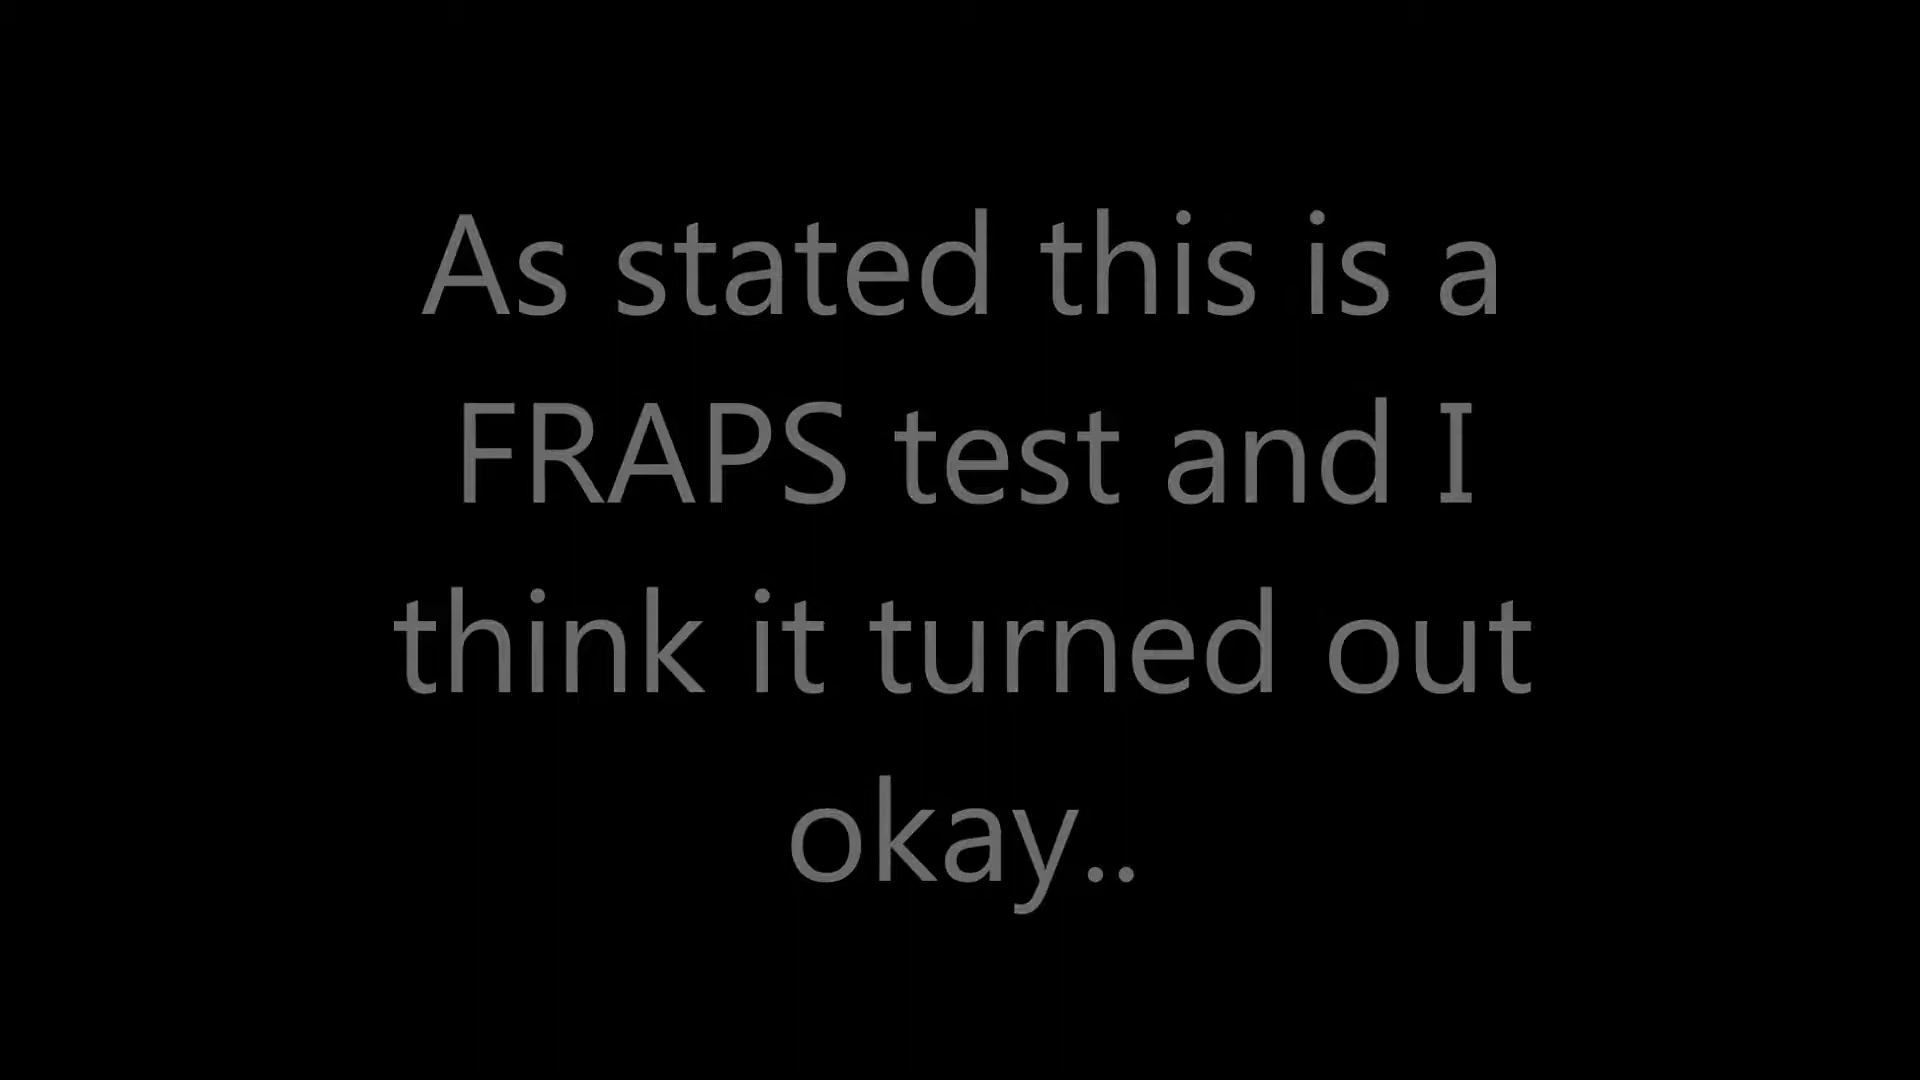 As stated this is a
FRAPS test and I
think it turned out
okay..